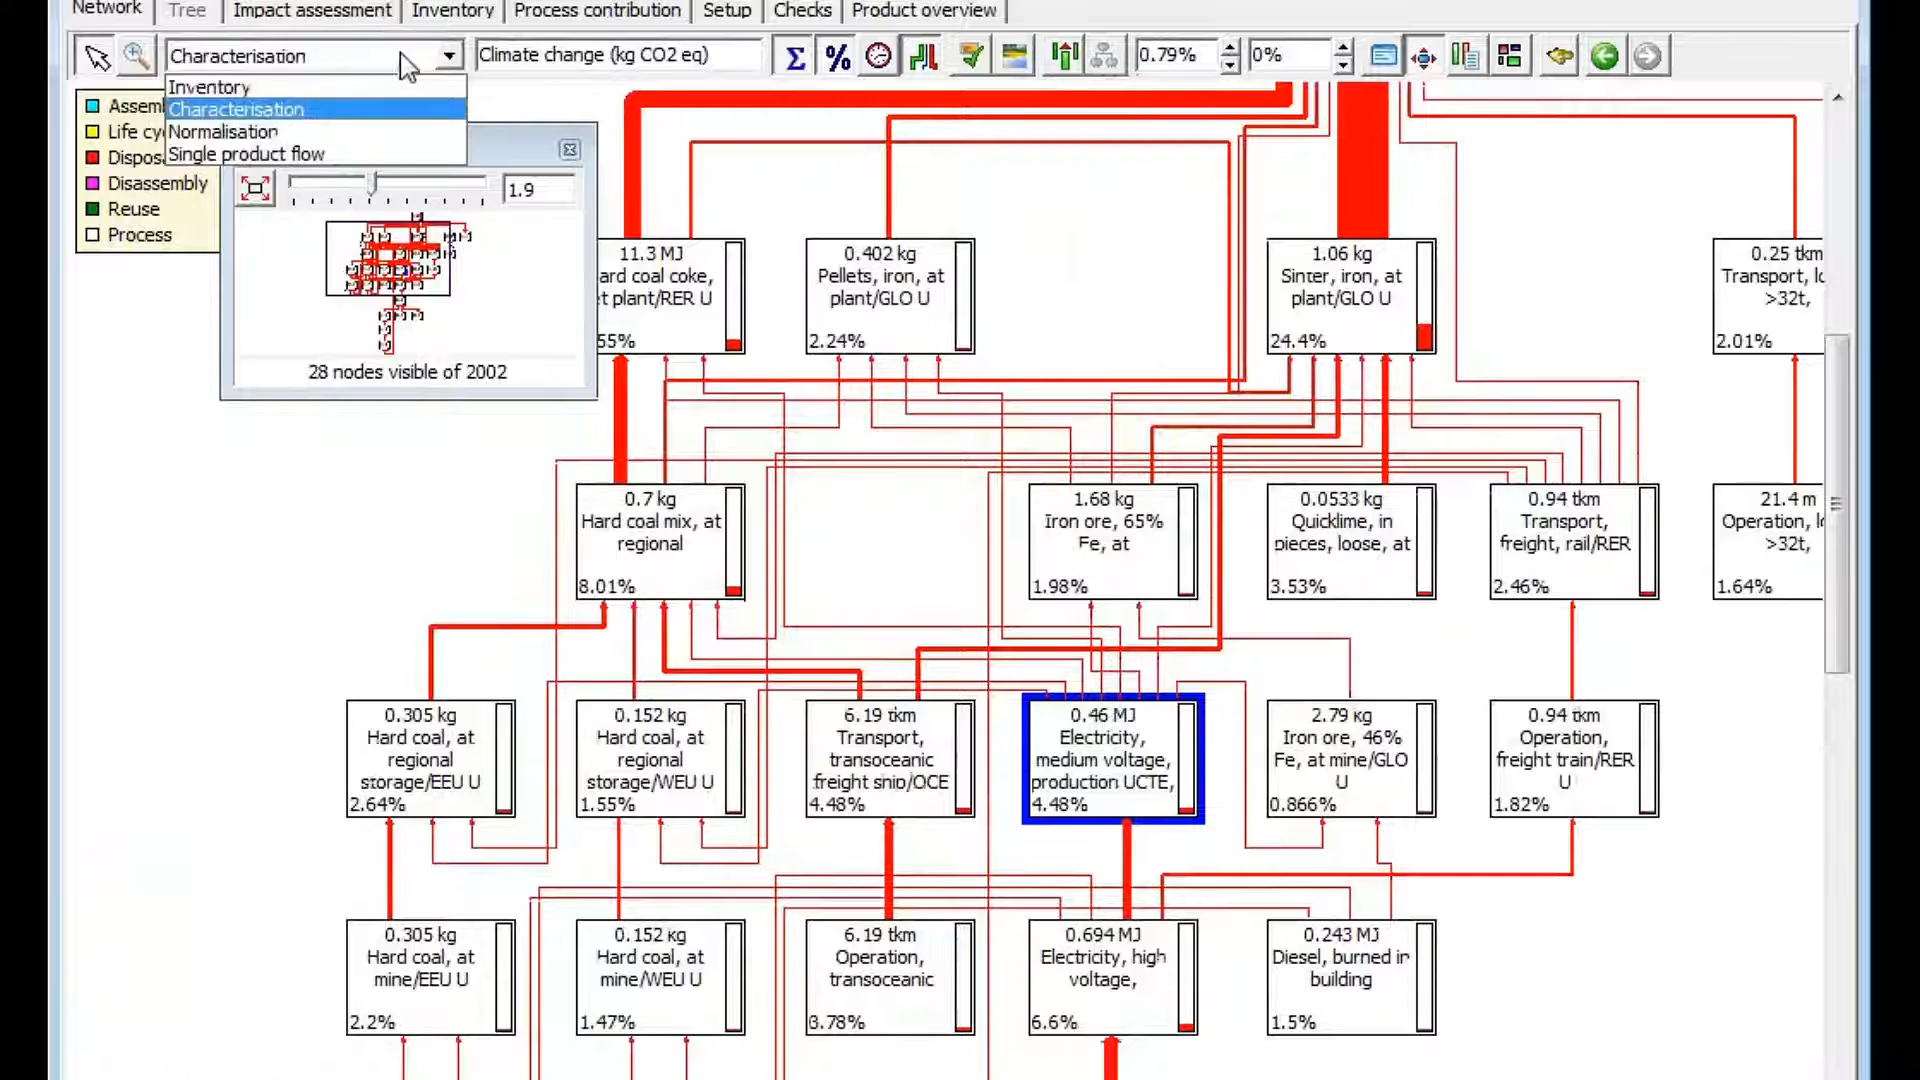 Network
Tree
Impact assessment
Inventory
Process contribution
Setup
Checks
Product overview
Characterisation
Climate change (kg CO2 eq)
Σ
%
0.79%
0%
Inventory
Characterisation
Normalisation
Single product flow
Disassembly
Reuse
Process
1.9
28 nodes visible of 2002
11.3 MJ
coke,
plant/RER U
55%
0.402 kg
Pellets, iron, at
plant/GLO U
2.24%
1.06 kg
Sinter, iron, at
plant/GLO U
24.4%
0.25 tkm
Transport,
>32t,
2.01%
0.7 kg
Hard coal mix, at
regional
8.01%
1.68 kg
Iron ore, 65%
Fe, at
1.98%
0.0533 kg
Quicklime, in
pieces, loose, at
3.53%
0.94 tkm
Transport,
freight, rail/RER
2.46%
21.4 m
Operation,
>32t,
1.64%
0.305 kg
Hard coal, at
regional
storage/EEU U
2.64%
0.152 kg
Hard coal, at
regional
storage/WEU U
1.55%
6.19 tkm
Transport,
transoceanic
freight ship/OCE
4.48%
0.46 MJ
Electricity,
medium voltage,
production UCTE,
4.48%
2.79 kg
Iron ore, 46%
Fe, at mine/GLO
U
0.866%
0.94 tkm
Operation,
freight train/RER
U
1.82%
0.305 kg
Hard coal, at
mine/EEU U
2.2%
0.152 kg
Hard coal, at
mine/WEU U
1.47%
6.19 tkm
Operation,
transoceanic
3.78%
0.694 MJ
Electricity, high
voltage,
6.6%
0.243 MJ
Diesel, burned in
building
1.5%